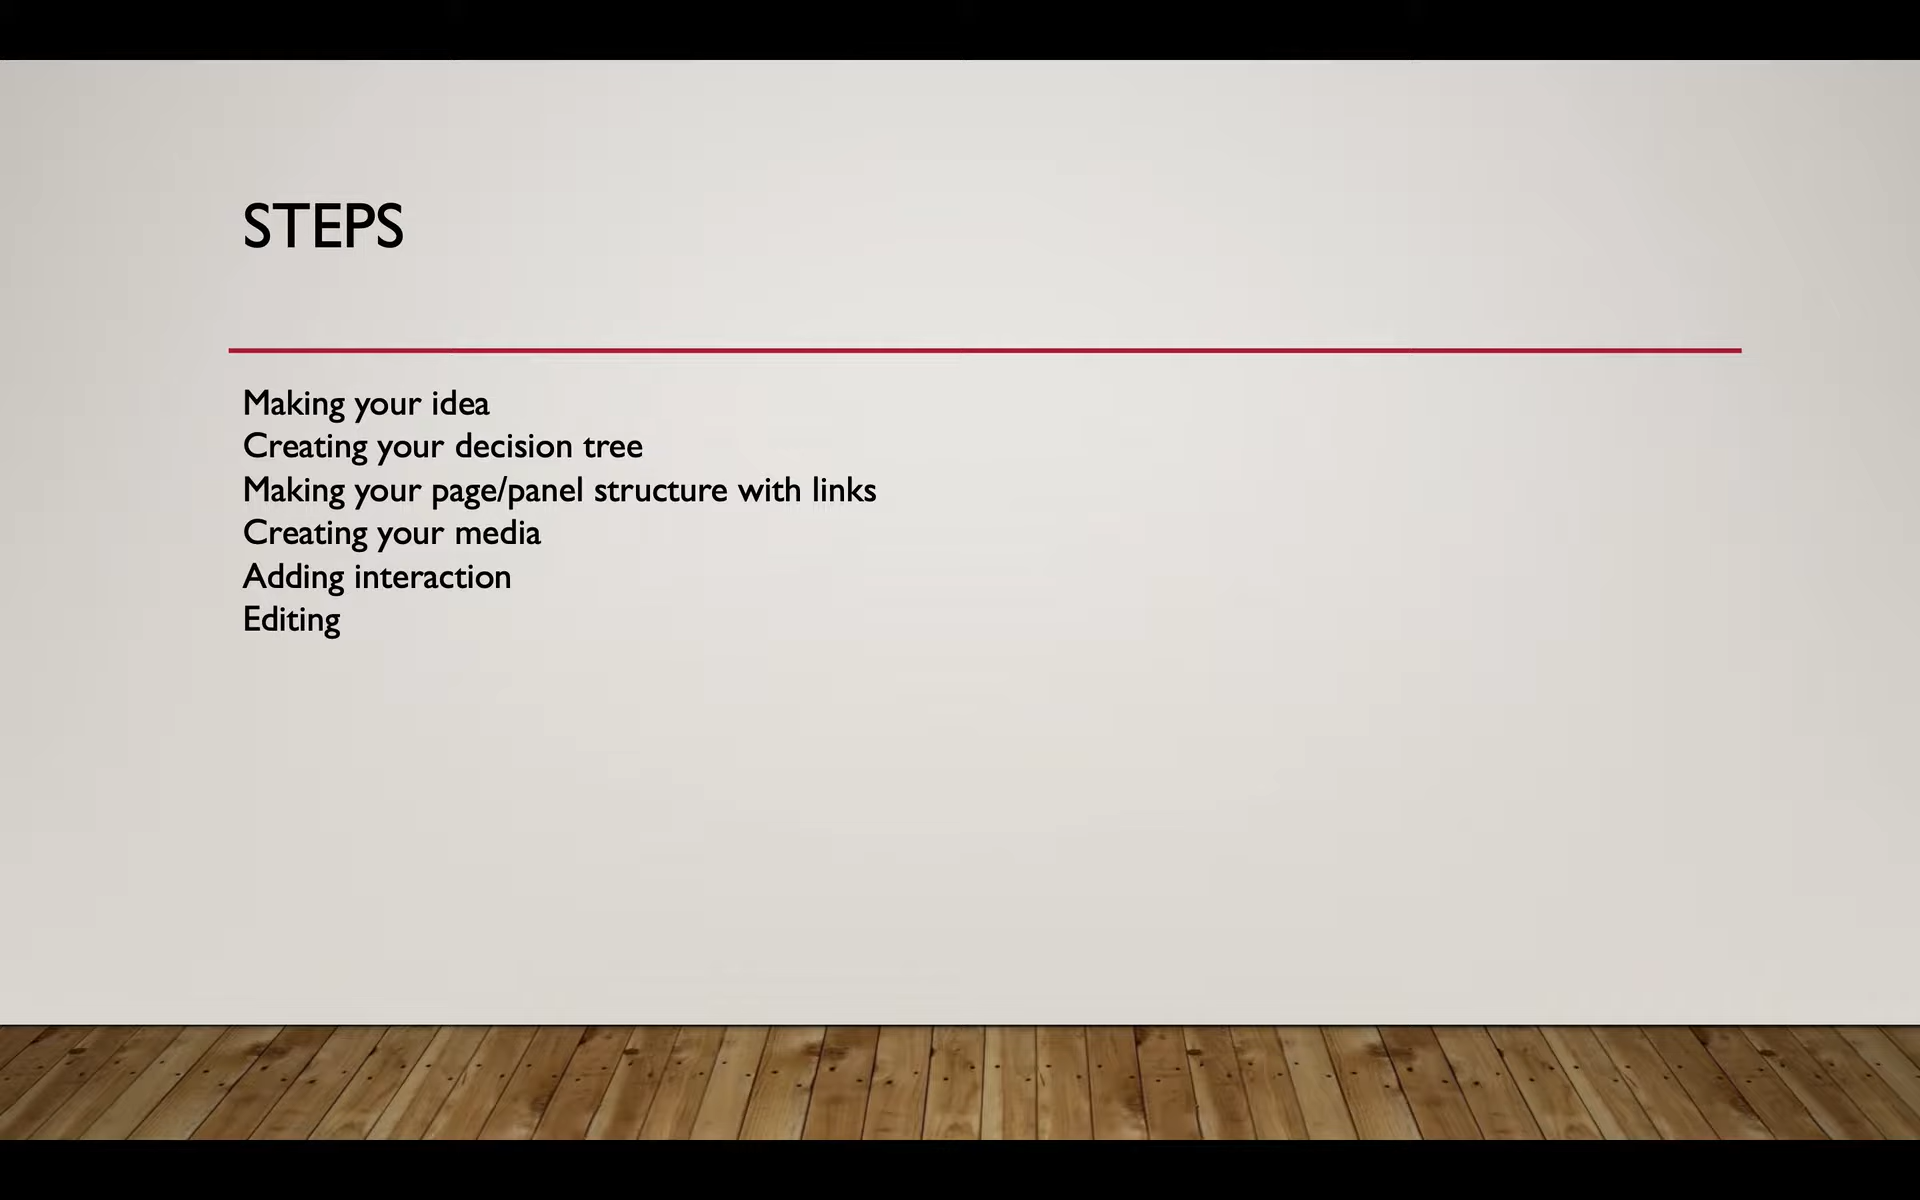 STEPS
Making your idea
Creating your decision tree
Making your page/panel structure with links
Creating your media
Adding interaction
Editing